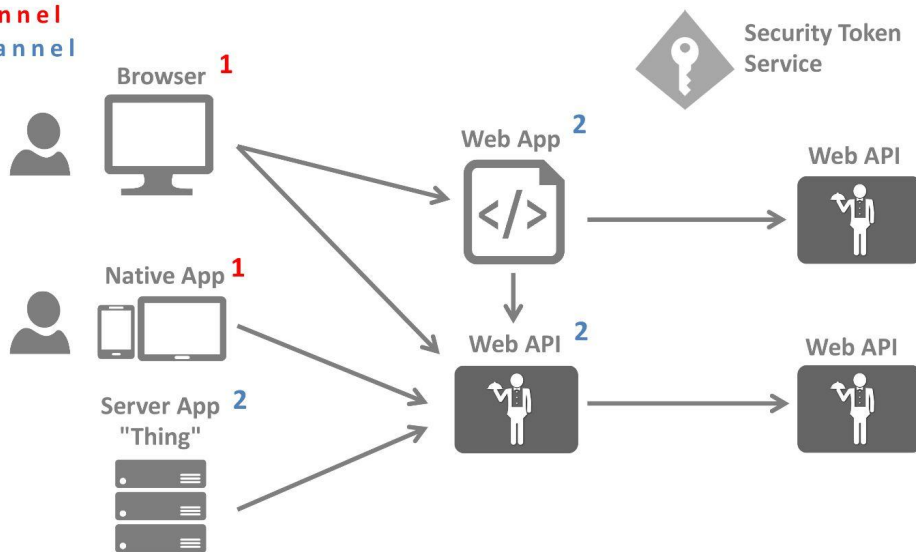 nnel
annel
Browser 1
Security Token
Service
Web App 2
Web API
</>
Native App 1
Web API 2
Web API
Server App 2
"Thing"